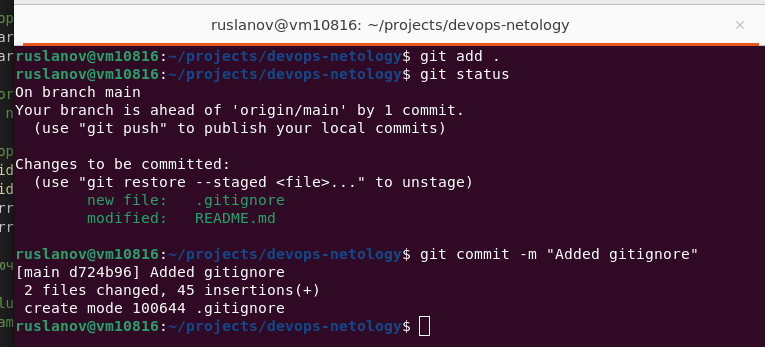 ruslanov@vm10816: ~/projects/devops-netology
ruslanov@vm10816:~/projects/devops-netology$ git add .
ruslanov@vm10816:~/projects/devops-netology$ git status
On branch main
Your branch is ahead of 'origin/main' by 1 commit.
  (use "git push" to publish your local commits)
Changes to be committed:
  (use "git restore --staged <file>..." to unstage)
        new file:   .gitignore
        modified:   README.md
ruslanov@vm10816:~/projects/devops-netology$ git commit -m "Added gitignore"
[main d724b96] Added gitignore
 2 files changed, 45 insertions(+)
 create mode 100644 .gitignore
ruslanov@vm10816:~/projects/devops-netology$